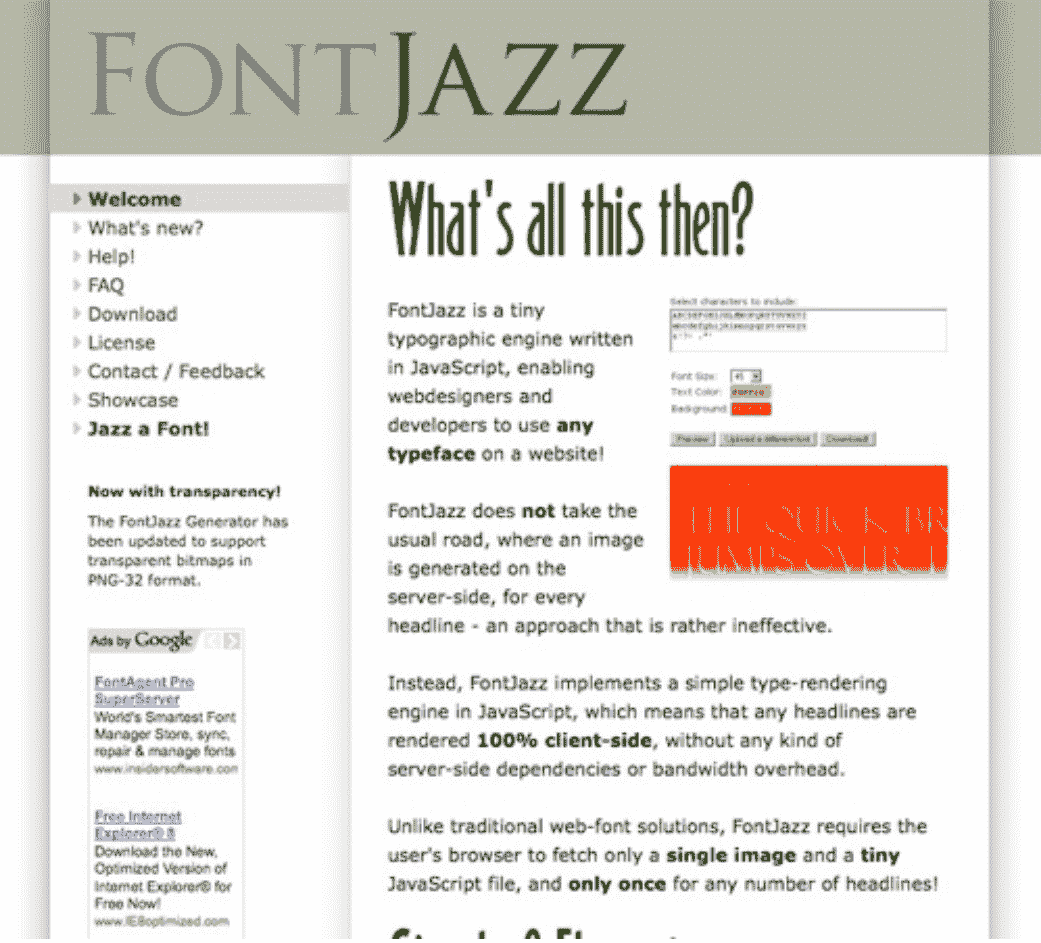 FONTJAZZ
Welcome
What's new?
Help!
FAQ
Download
License
Contact / Feedback
Showcase
Jazz a Font!
Now with transparency!
The FontJazz Generator has
been updated to support
transparent bitmaps in
PNG-32 format.
Ads by Google
FontAgent Pro
SuperServer
World's Smartest Font
Manager Store, sync,
repair & manage fonts
www.insidersoftware.com
Free Internet
Explorer® 8
Download the New,
Optimized Version of
Internet Explorer® for
Free Now!
www.IE8optimized.com
What's all this then?
FontJazz is a tiny
typographic engine written
in JavaScript, enabling
webdesigners and
developers to use any
typeface on a website!
Select characters to include:
Font Size: 45
Text Color:
Background:
Preview Upload a different font Download!
FontJazz does not take the
usual road, where an image
is generated on the
server-side, for every
headline - an approach that is rather ineffective.
Instead, FontJazz implements a simple type-rendering
engine in JavaScript, which means that any headlines are
rendered 100% client-side, without any kind of
server-side dependencies or bandwidth overhead.
Unlike traditional web-font solutions, FontJazz requires the
user's browser to fetch only a single image and a tiny
JavaScript file, and only once for any number of headlines!